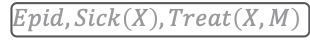 Epid, Sick(X), Treat(X, M)